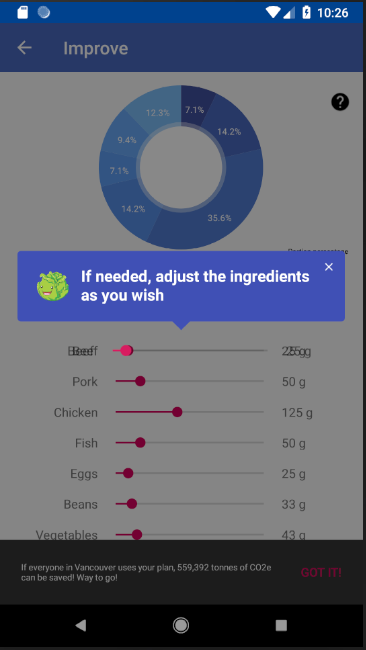 10:26
Improve
7.1%
14.2%
35.6%
14.2%
7.1%
9.4%
12.3%
?
If needed, adjust the ingredients
as you wish
Beef
Pork 50 g
Chicken 125 g
Fish 50 g
Eggs 25 g
Beans 33 g
Vegetables 43 g
If everyone in Vancouver uses your plan, 559,392 tonnes of CO2e
can be saved! Way to go!
GOT IT!